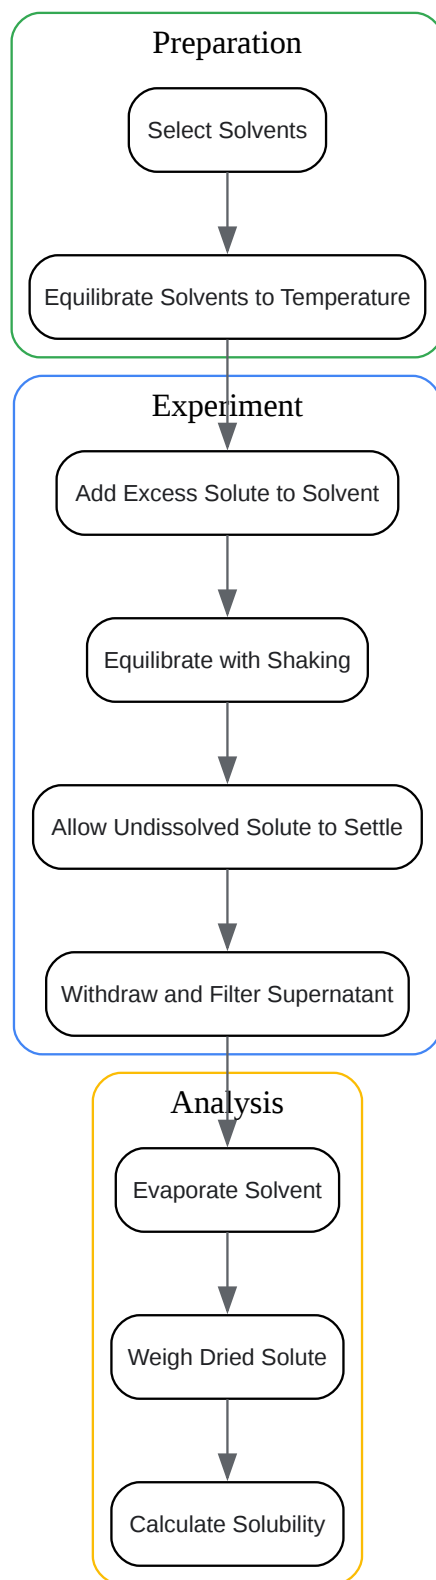 Preparation
Select Solvents
Equilibrate Solvents to Temperature
Experiment
Add Excess Solute to Solvent
Equilibrate with Shaking
Allow Undissolved Solute to Settle
Withdraw and Filter Supernatant
Analysis
Evaporate Solvent
Weigh Dried Solute
Calculate Solubility